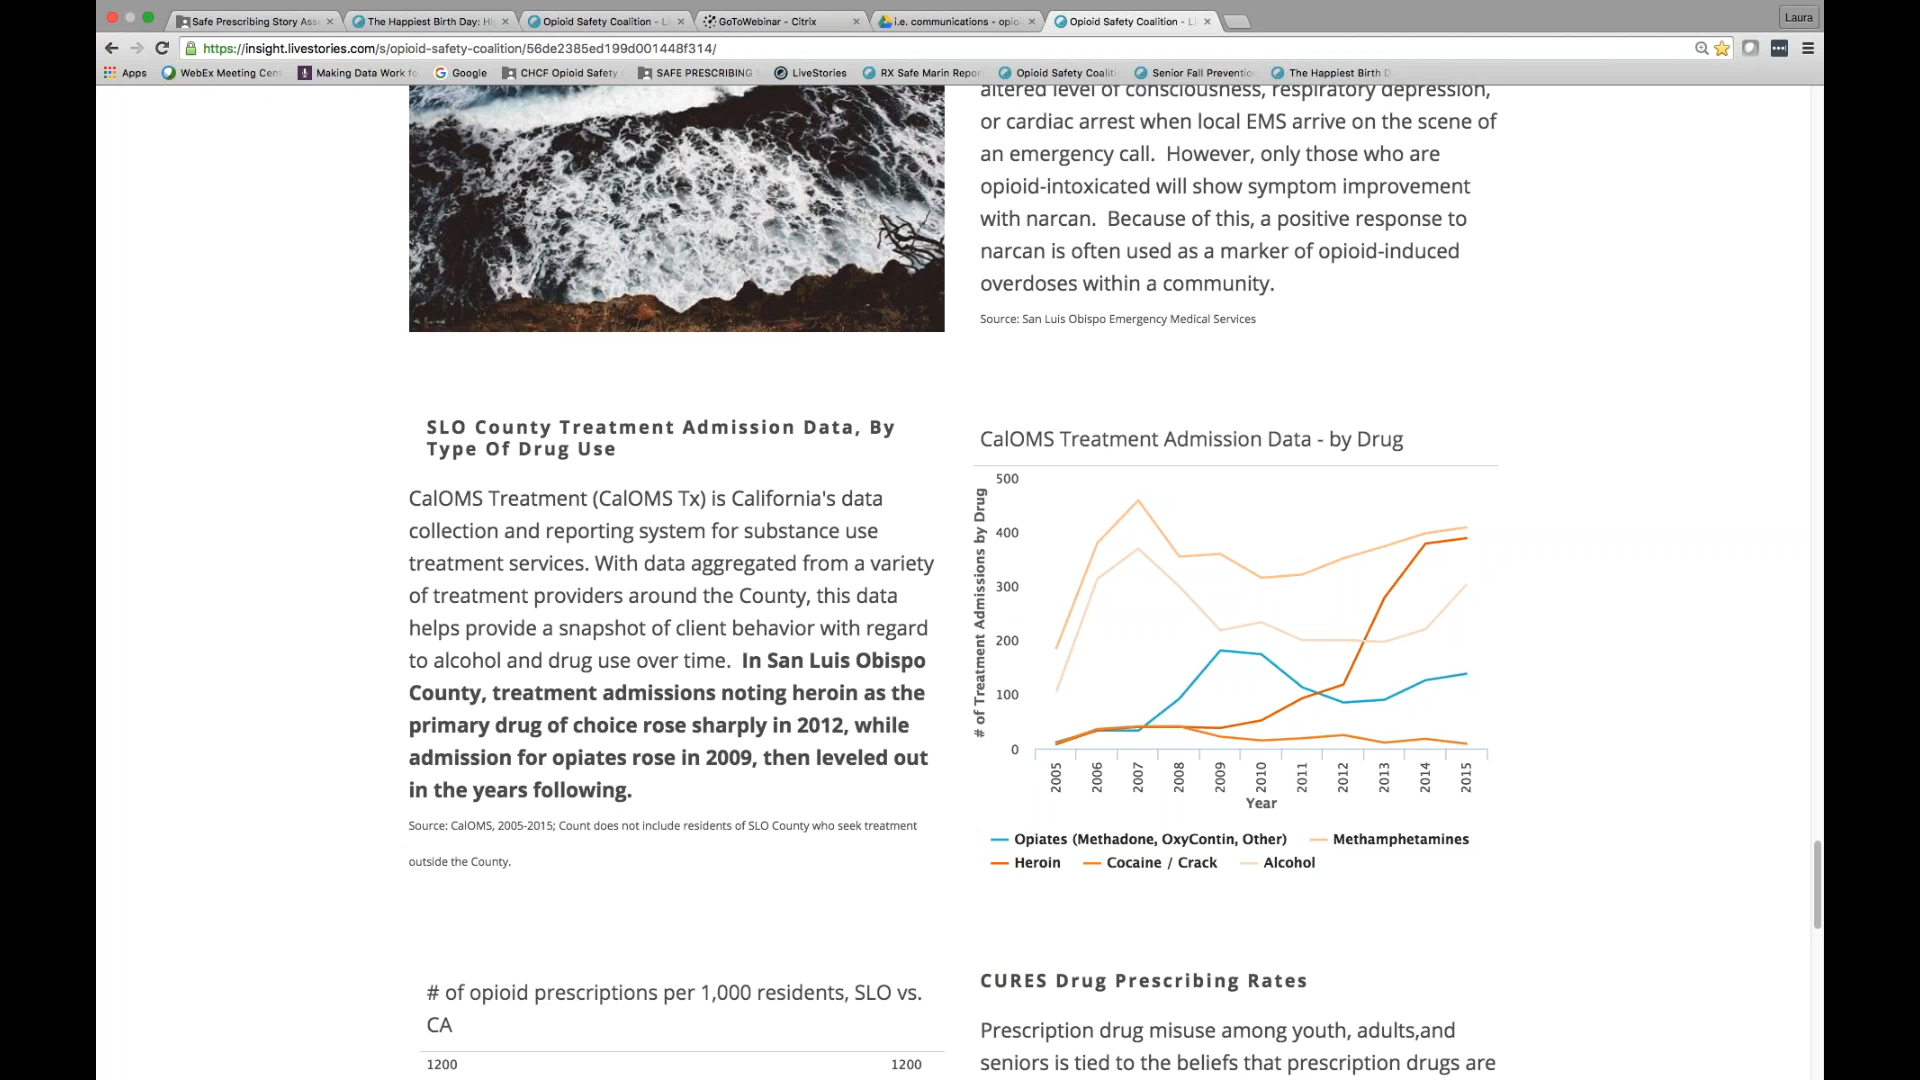 Safe Prescribing Story Ass
The Happiest Birth Day: Hi
Opioid Safety Coalition - Li
GoToWebinar - Citrix
i.e. communications - opio
Opioid Safety Coalition - Li
Laura
https://insight.livestories.com/s/opioid-safety-coalition/56de2385ed199d001448f314/
Apps
WebEx Meeting Cent
Making Data Work fo
Google
CHCF Opioid Safety
SAFE PRESCRIBING
LiveStories
RX Safe Marin Repor
Opioid Safety Coaliti
Senior Fall Preventio
The Happiest Birth D
altered level of consciousness, respiratory depression,
or cardiac arrest when local EMS arrive on the scene of
an emergency call. However, only those who are
opioid-intoxicated will show symptom improvement
with narcan. Because of this, a positive response to
narcan is often used as a marker of opioid-induced
overdoses within a community.
Source: San Luis Obispo Emergency Medical Services
SLO County Treatment Admission Data, By
Type Of Drug Use
CalOMS Treatment (CalOMS Tx) is California's data
collection and reporting system for substance use
treatment services. With data aggregated from a variety
of treatment providers around the County, this data
helps provide a snapshot of client behavior with regard
to alcohol and drug use over time. In San Luis Obispo
County, treatment admissions noting heroin as the
primary drug of choice rose sharply in 2012, while
admission for opiates rose in 2009, then leveled out
in the years following.
Source: CalOMS, 2005-2015; Count does not include residents of SLO County who seek treatment
outside the County.
CalOMS Treatment Admission Data - by Drug
# of Treatment Admissions by Drug
500
400
300
200
100
0
2005
2006
2007
2008
2009
2010
2011
2012
2013
2014
2015
Year
Opiates (Methadone, OxyContin, Other)
Methamphetamines
Heroin
Cocaine / Crack
Alcohol
# of opioid prescriptions per 1,000 residents, SLO vs.
CA
1200
1200
CURES Drug Prescribing Rates
Prescription drug misuse among youth, adults,and
seniors is tied to the beliefs that prescription drugs are